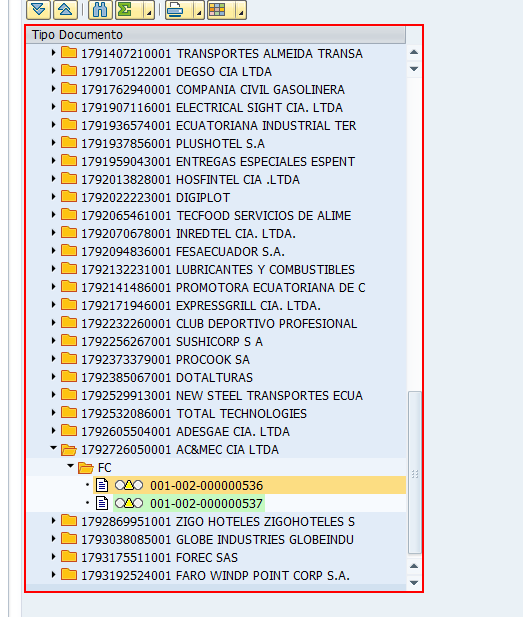 Tipo Documento
1791407210001 TRANSPORTES ALMEIDA TRANSA
1791705122001 DEGSO CIA LTDA
1791762940001 COMPANIA CIVIL GASOLINERA
1791907116001 ELECTRICAL SIGHT CIA. LTDA
1791936574001 ECUATORIANA INDUSTRIAL TER
1791937856001 PLUSHOTEL S.A
1791959043001 ENTREGAS ESPECIALES ESPENT
1792013828001 HOSFINTEL CIA .LTDA
1792022223001 DIGIPLOT
1792065461001 TECFOOD SERVICIOS DE ALIME
1792070678001 INREDTEL CIA. LTDA.
1792094836001 FESAECUADOR S.A.
1792132231001 LUBRICANTES Y COMBUSTIBLES
1792141486001 PROMOTORA ECUATORIANA DE C
1792171946001 EXPRESSGRILL CIA. LTDA.
1792232260001 CLUB DEPORTIVO PROFESIONAL
1792256267001 SUSHICORP S A
1792373379001 PROCOOK SA
1792385067001 DOTALTURAS
1792529913001 NEW STEEL TRANSPORTES ECUA
1792532086001 TOTAL TECHNOLOGIES
1792605504001 ADESGAE CIA. LTDA
1792726050001 AC&MEC CIA LTDA
FC
001-002-000000536
001-002-000000537
1792869951001 ZIGO HOTELES ZIGOHOTELES S
1793038085001 GLOBE INDUSTRIES GLOBEINDU
1793175511001 FOREC SAS
1793192524001 FARO WINDP POINT CORP S.A.